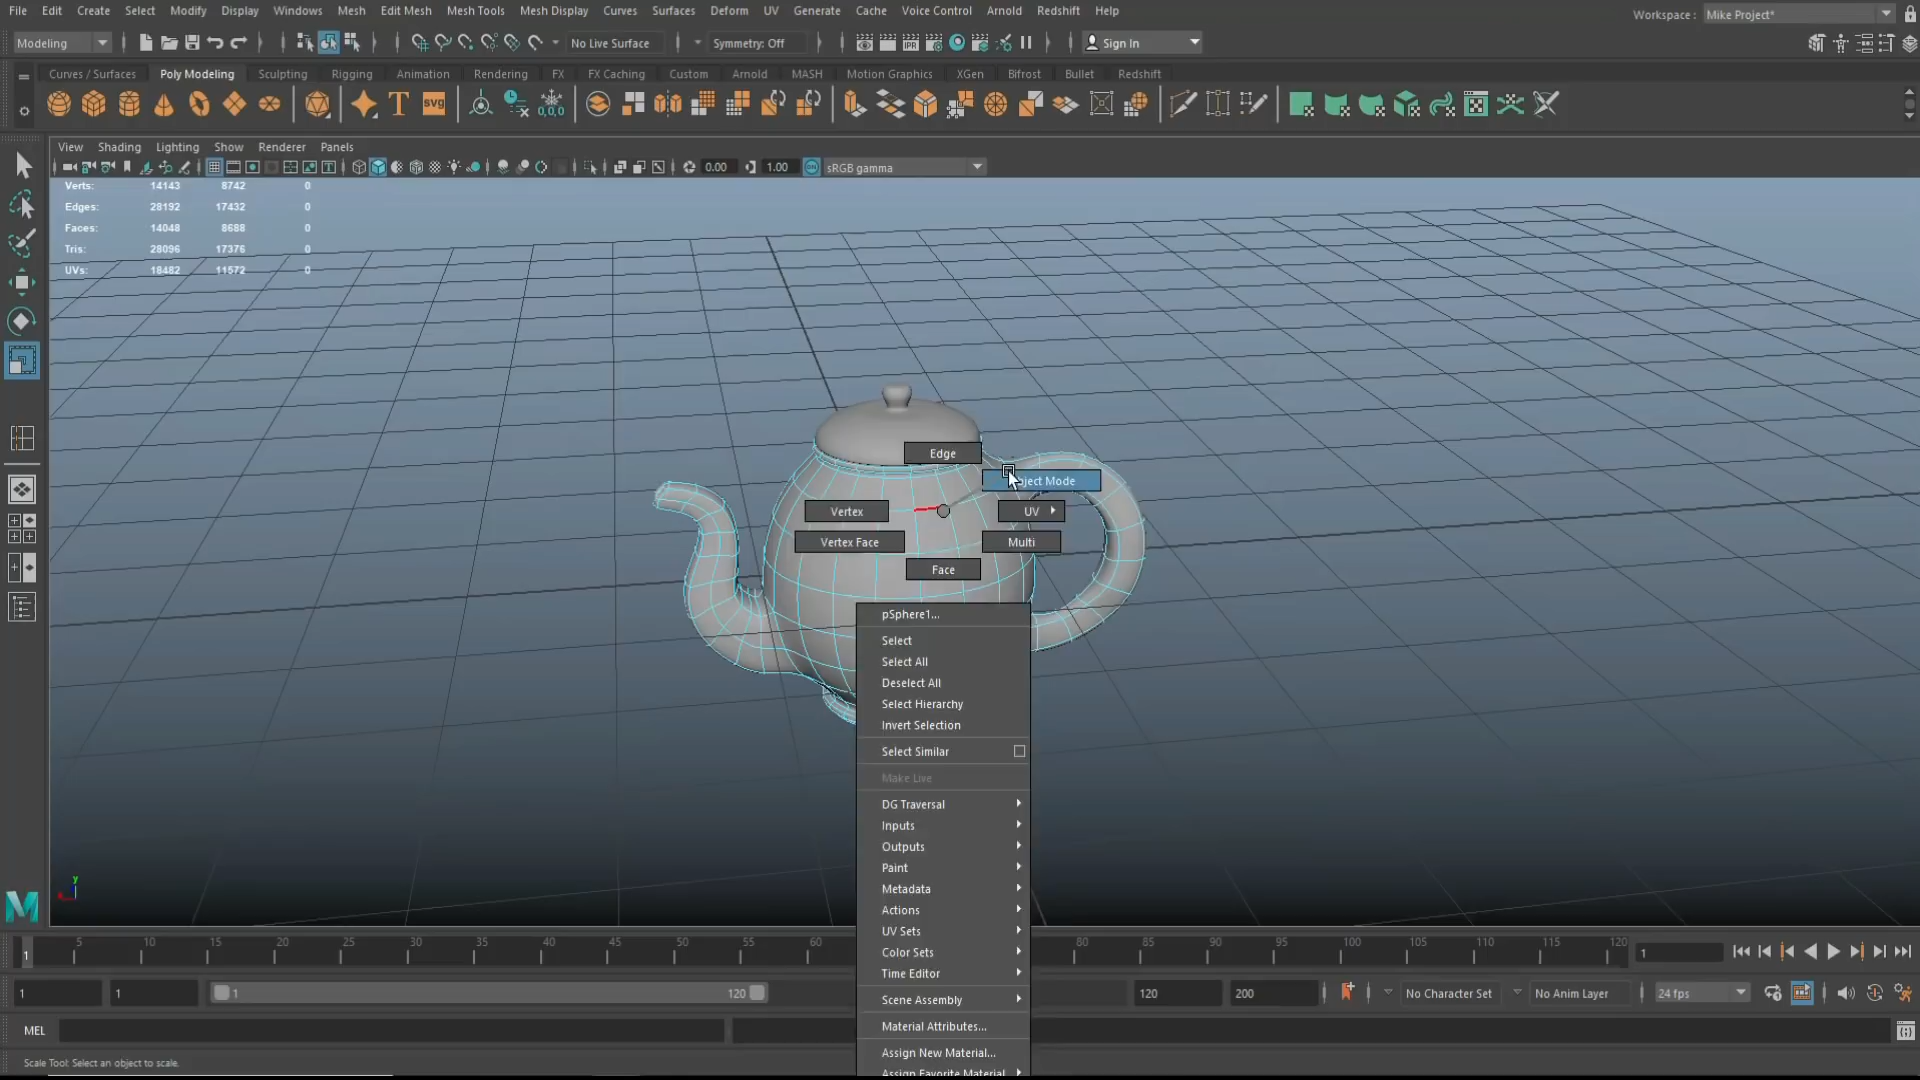 File Edit Create Select Modify Display Windows Mesh Edit Mesh Mesh Tools Mesh Display Curves Surfaces Deform UV Generate Cache Voice Control Arnold Redshift Help
Workspace : Mike Project*
Modeling No Live Surface Symmetry: Off IPR Sign In
Curves / Surfaces Poly Modeling Sculpting Rigging Animation Rendering FX FX Caching Custom Arnold MASH Motion Graphics XGen Bifrost Bullet Redshift
T SVG 0,0,0
View Shading Lighting Show Renderer Panels
0.00 1.00 sRGB gamma
Verts: 14143 8742 0
Edges: 28192 17432 0
Faces: 14048 8688 0
Tris: 28096 17376 0
UVs: 18482 11572 0
Edge
ject Mode
Vertex UV
Vertex Face Multi
Face
pSphere1...
Select
Select All
Deselect All
Select Hierarchy
Invert Selection
Select Similar
Make Live
DG Traversal
Inputs
Outputs
Paint
Metadata
Actions
UV Sets
Color Sets
Time Editor
Scene Assembly
Material Attributes...
Assign New Material...
Assign Favorite Material
y
1 5 10 15 20 25 30 35 40 45 50 55 60 80 85 90 95 100 105 110 115 120 1
1 1 1 120 120 200 No Character Set No Anim Layer 24 fps
MEL
Scale Tool: Select an object to scale.
M